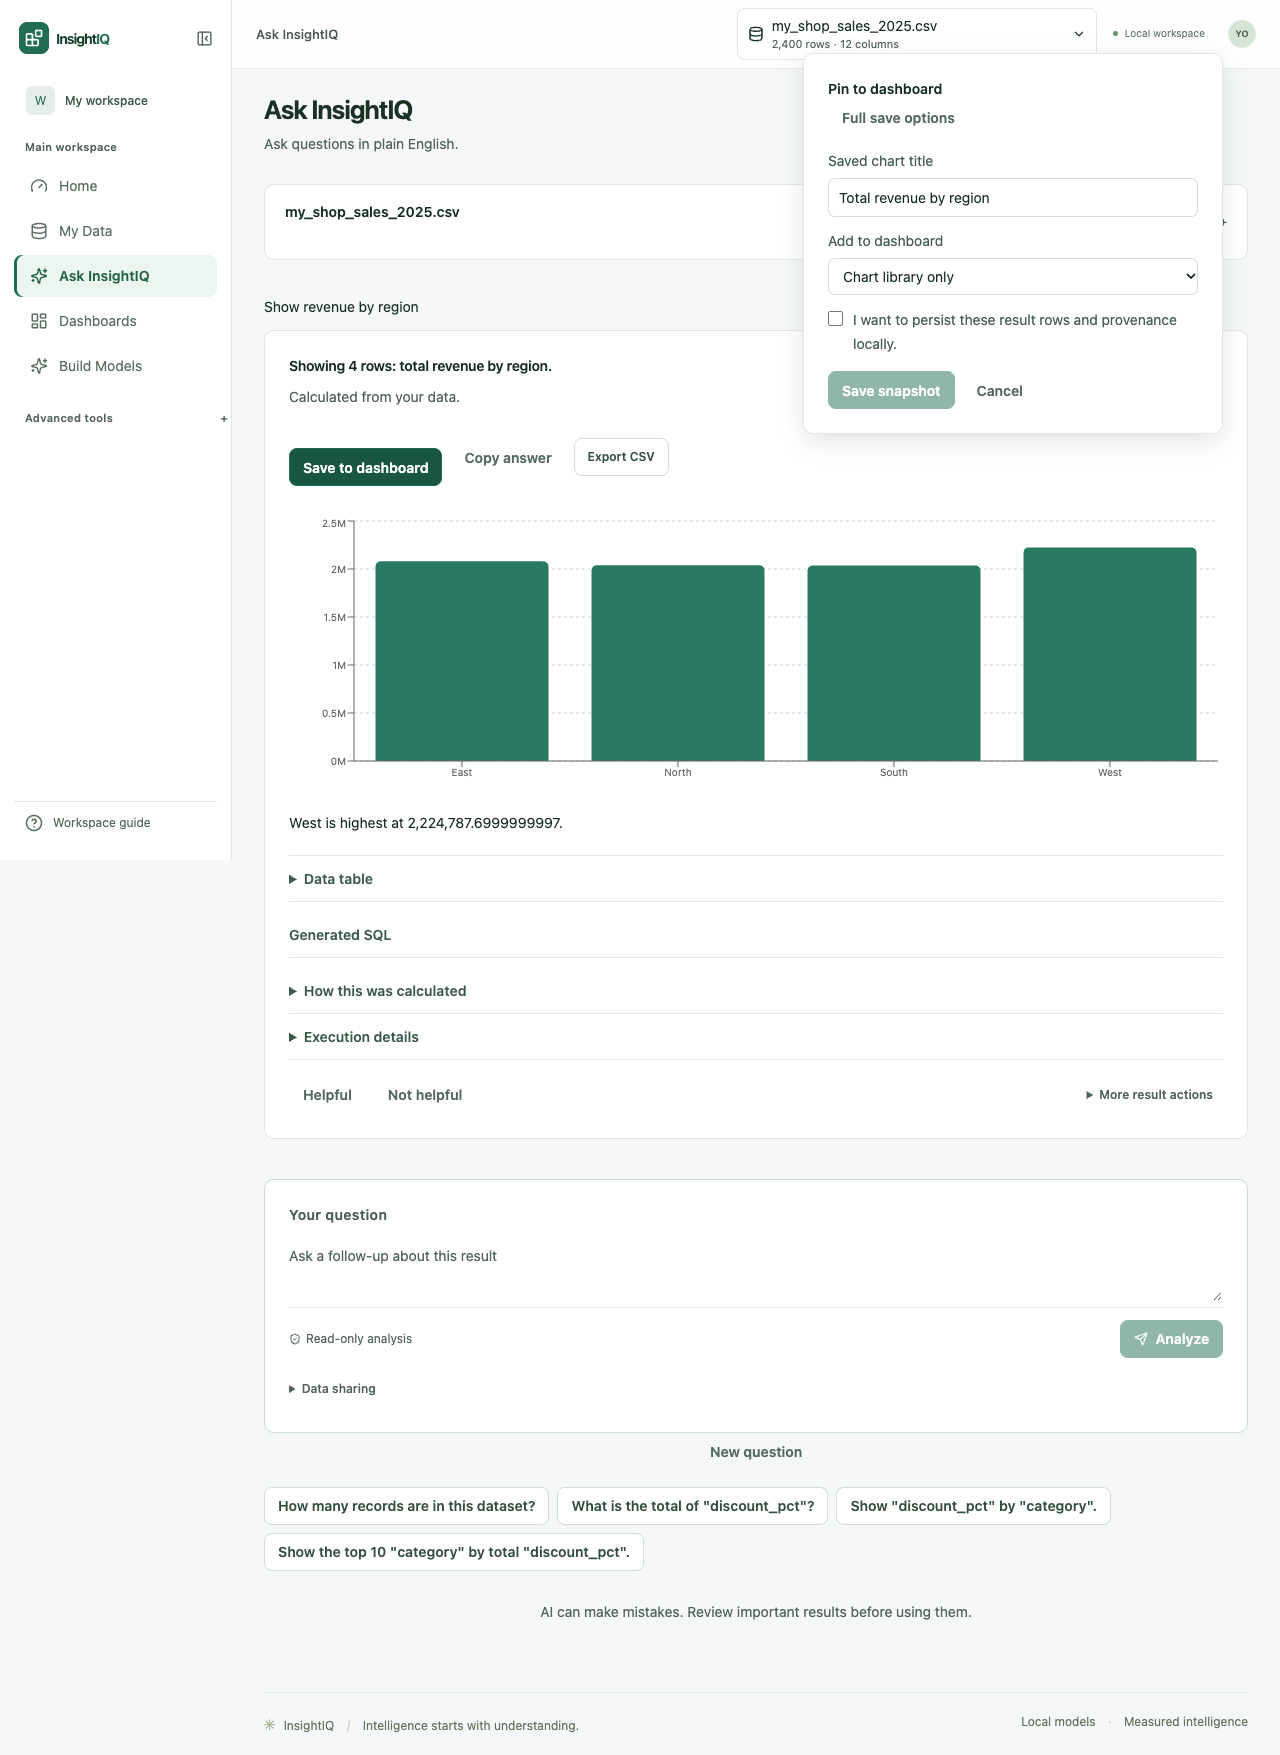 InsightIQ
W My workspace
Main workspace
Home
My Data
Ask InsightIQ
Dashboards
Build Models
Advanced tools +
Workspace guide
Ask InsightIQ
my_shop_sales_2025.csv
2,400 rows · 12 columns
Local workspace
YO
Ask InsightIQ
Ask questions in plain English.
my_shop_sales_2025.csv
+
Pin to dashboard
Full save options
Saved chart title
Total revenue by region
Add to dashboard
Chart library only
I want to persist these result rows and provenance
locally.
Save snapshot Cancel
Show revenue by region
Showing 4 rows: total revenue by region.
Calculated from your data.
Save to dashboard Copy answer Export CSV
2.5M
2M
1.5M
1M
0.5M
0M
East North South West
West is highest at 2,224,787.6999999997.
Data table
Generated SQL
How this was calculated
Execution details
Helpful Not helpful More result actions
Your question
Ask a follow-up about this result
Read-only analysis Analyze
Data sharing
New question
How many records are in this dataset? What is the total of "discount_pct"? Show "discount_pct" by "category".
Show the top 10 "category" by total "discount_pct".
AI can make mistakes. Review important results before using them.
InsightIQ / Intelligence starts with understanding. Local models · Measured intelligence